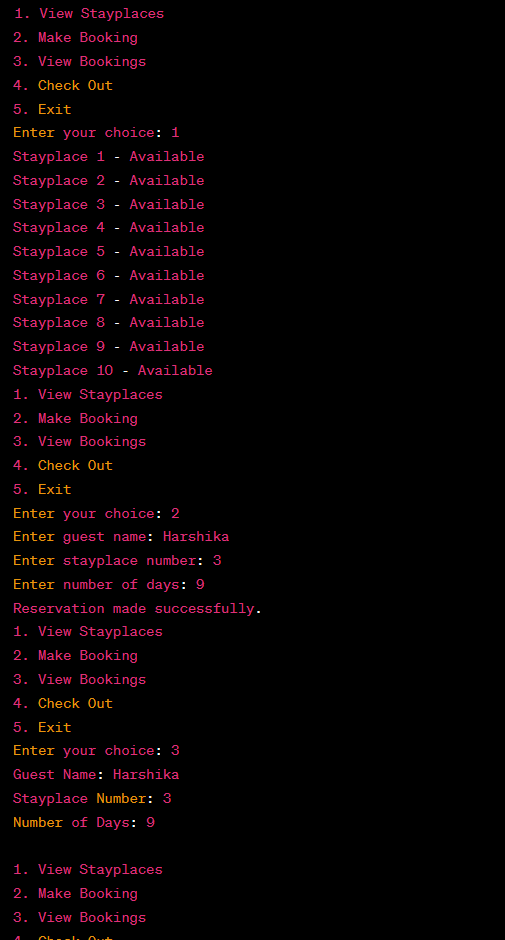 1. View Stayplaces
2. Make Booking
3. View Bookings
4. Check Out
5. Exit
Enter your choice: 1
Stayplace 1 - Available
Stayplace 2 - Available
Stayplace 3 - Available
Stayplace 4 - Available
Stayplace 5 - Available
Stayplace 6 - Available
Stayplace 7 - Available
Stayplace 8 - Available
Stayplace 9 - Available
Stayplace 10 - Available
1. View Stayplaces
2. Make Booking
3. View Bookings
4. Check Out
5. Exit
Enter your choice: 2
Enter guest name: Harshika
Enter stayplace number: 3
Enter number of days: 9
Reservation made successfully.
1. View Stayplaces
2. Make Booking
3. View Bookings
4. Check Out
5. Exit
Enter your choice: 3
Guest Name: Harshika
Stayplace Number: 3
Number of Days: 9
1. View Stayplaces
2. Make Booking
3. View Bookings
4. Check Out